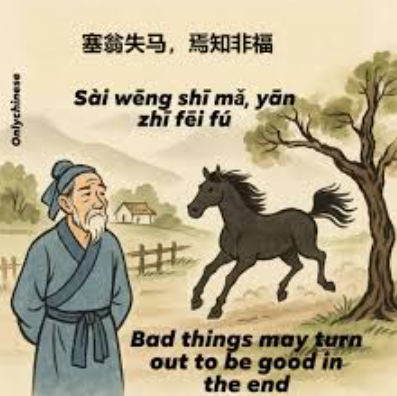 塞翁失马，焉知非福
Sài wēng shī mǎ, yān
zhī fēi fú
Onlychinese
Bad things may turn
out to be good in
the end